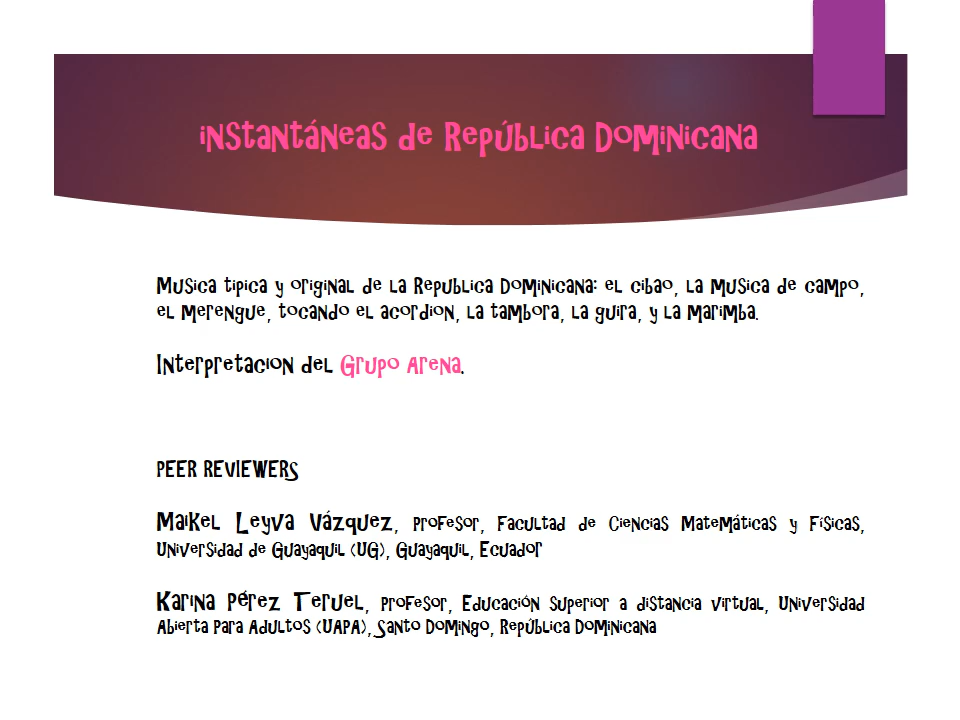 instantáneas de República Dominicana
Musica tipica y original de la Republica Dominicana: el cibao, la musica de campo,
el merengue, tocando el acordion, la tambora, la guira, y la marimba.
Interpretacion del Grupo Arena.
PEER REVIEWERS
Maikel Leyva Vázquez, profesor, Facultad de Ciencias Matemáticas y Físicas,
Universidad de Guayaquil (UG), Guayaquil, Ecuador
Karina Pérez Teruel, profesor, Educación Superior a distancia virtual, Universidad
Abierta Para Adultos (UAPA), Santo Domingo, República Dominicana